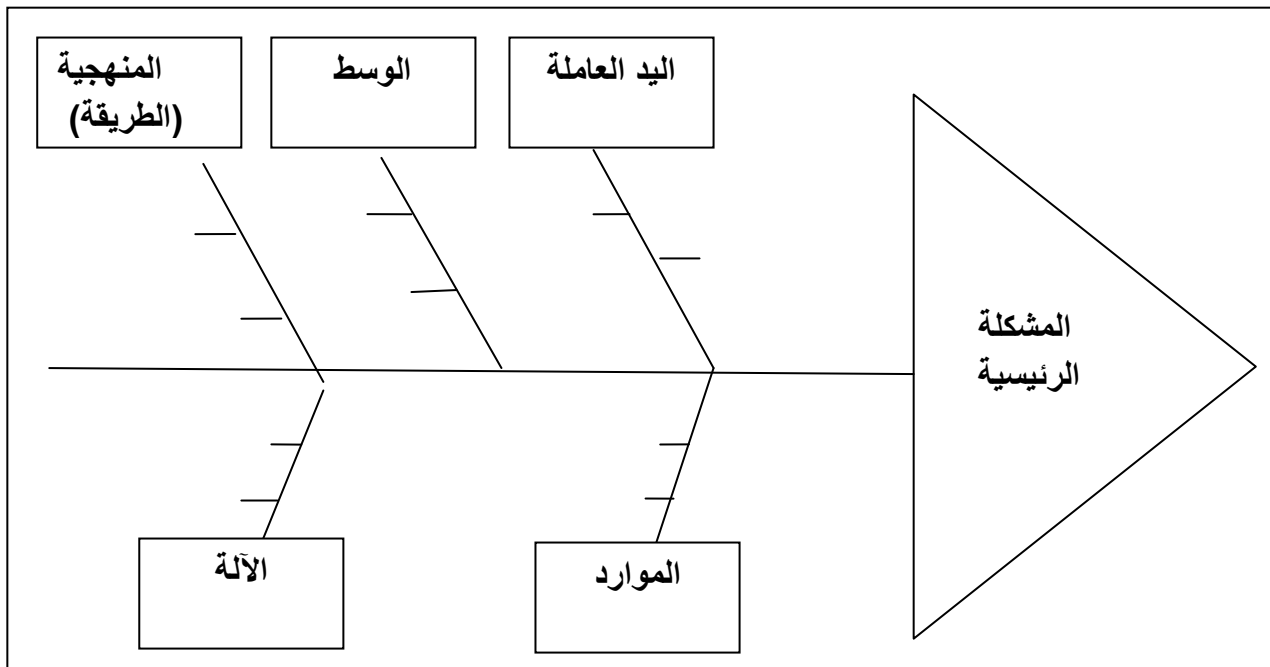 اليد العاملة
الوسط
المنهجية
(الطريقة)
المشكلة
الرئيسية
الموارد
الآلة